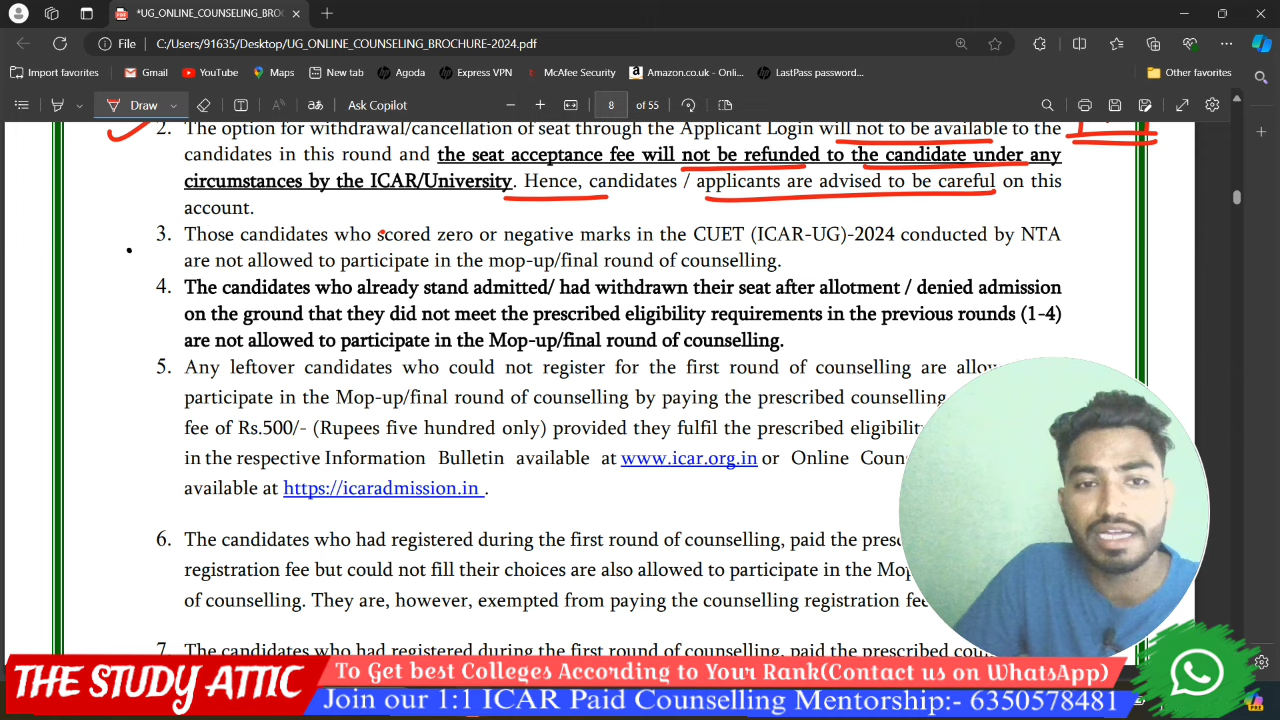 *UG_ONLINE_COUNSELING_BROC
File C:/Users/91635/Desktop/UG_ONLINE_COUNSELING_BROCHURE-2024.pdf
Import favorites Gmail YouTube Maps New tab Agoda Express VPN McAfee Security Amazon.co.uk - Onli... LastPass password... Other favorites
Draw Ask Copilot 8 of 55
2. The option for withdrawal/cancellation of seat through the Applicant Login will not to be available to the
candidates in this round and the seat acceptance fee will not be refunded to the candidate under any
circumstances by the ICAR/University. Hence, candidates / applicants are advised to be careful on this
account.
3. Those candidates who scored zero or negative marks in the CUET (ICAR-UG)-2024 conducted by NTA
are not allowed to participate in the mop-up/final round of counselling.
4. The candidates who already stand admitted/ had withdrawn their seat after allotment / denied admission
on the ground that they did not meet the prescribed eligibility requirements in the previous rounds (1-4)
are not allowed to participate in the Mop-up/final round of counselling.
5. Any leftover candidates who could not register for the first round of counselling are
participate in the Mop-up/final round of counselling by paying the prescribed counselling
fee of Rs.500/- (Rupees five hundred only) provided they fulfil the prescribed
in the respective Information Bulletin available at www.icar.org.in or Online
available at https://icaradmission.in .
6. The candidates who had registered during the first round of counselling, paid the
registration fee but could not fill their choices are also allowed to participate in the
of counselling. They are, however, exempted from paying the counselling registration
7. The candidates who had registered during the first round of counselling, paid the prescribed
THE STUDY ATTIC
To Get best Colleges According to Your Rank(Contact us on WhatsApp)
Join our 1:1 ICAR Paid Counselling Mentorship:- 6350578481